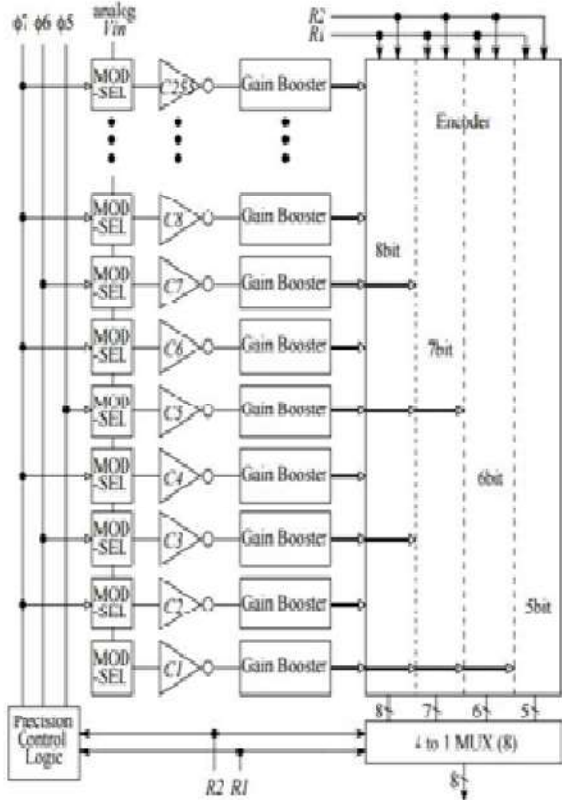 ϕ7 ϕ6 ϕ5
analog
Vin
R2
R1
MOD
-SEL
C255
Gain Booster
Encoder
MOD
-SEL
C8
Gain Booster
8bit
MOD
-SEL
C7
Gain Booster
MOD
-SEL
C6
Gain Booster
7bit
MOD
-SEL
C5
Gain Booster
MOD
-SEL
C4
Gain Booster
6bit
MOD
-SEL
C3
Gain Booster
MOD
-SEL
C2
Gain Booster
5bit
MOD
-SEL
C1
Gain Booster
8 7 6 5
Precision
Control
Logic
4 to 1 MUX (8)
R2 R1
8